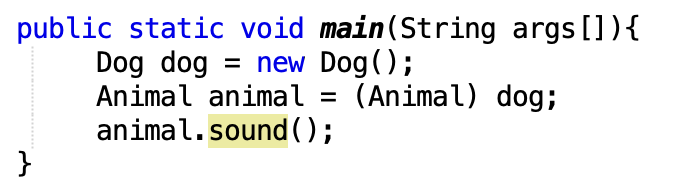 public static void main(String args[]){
Dog dog = new Dog();
Animal animal = (Animal) dog;
animal.sound();
}